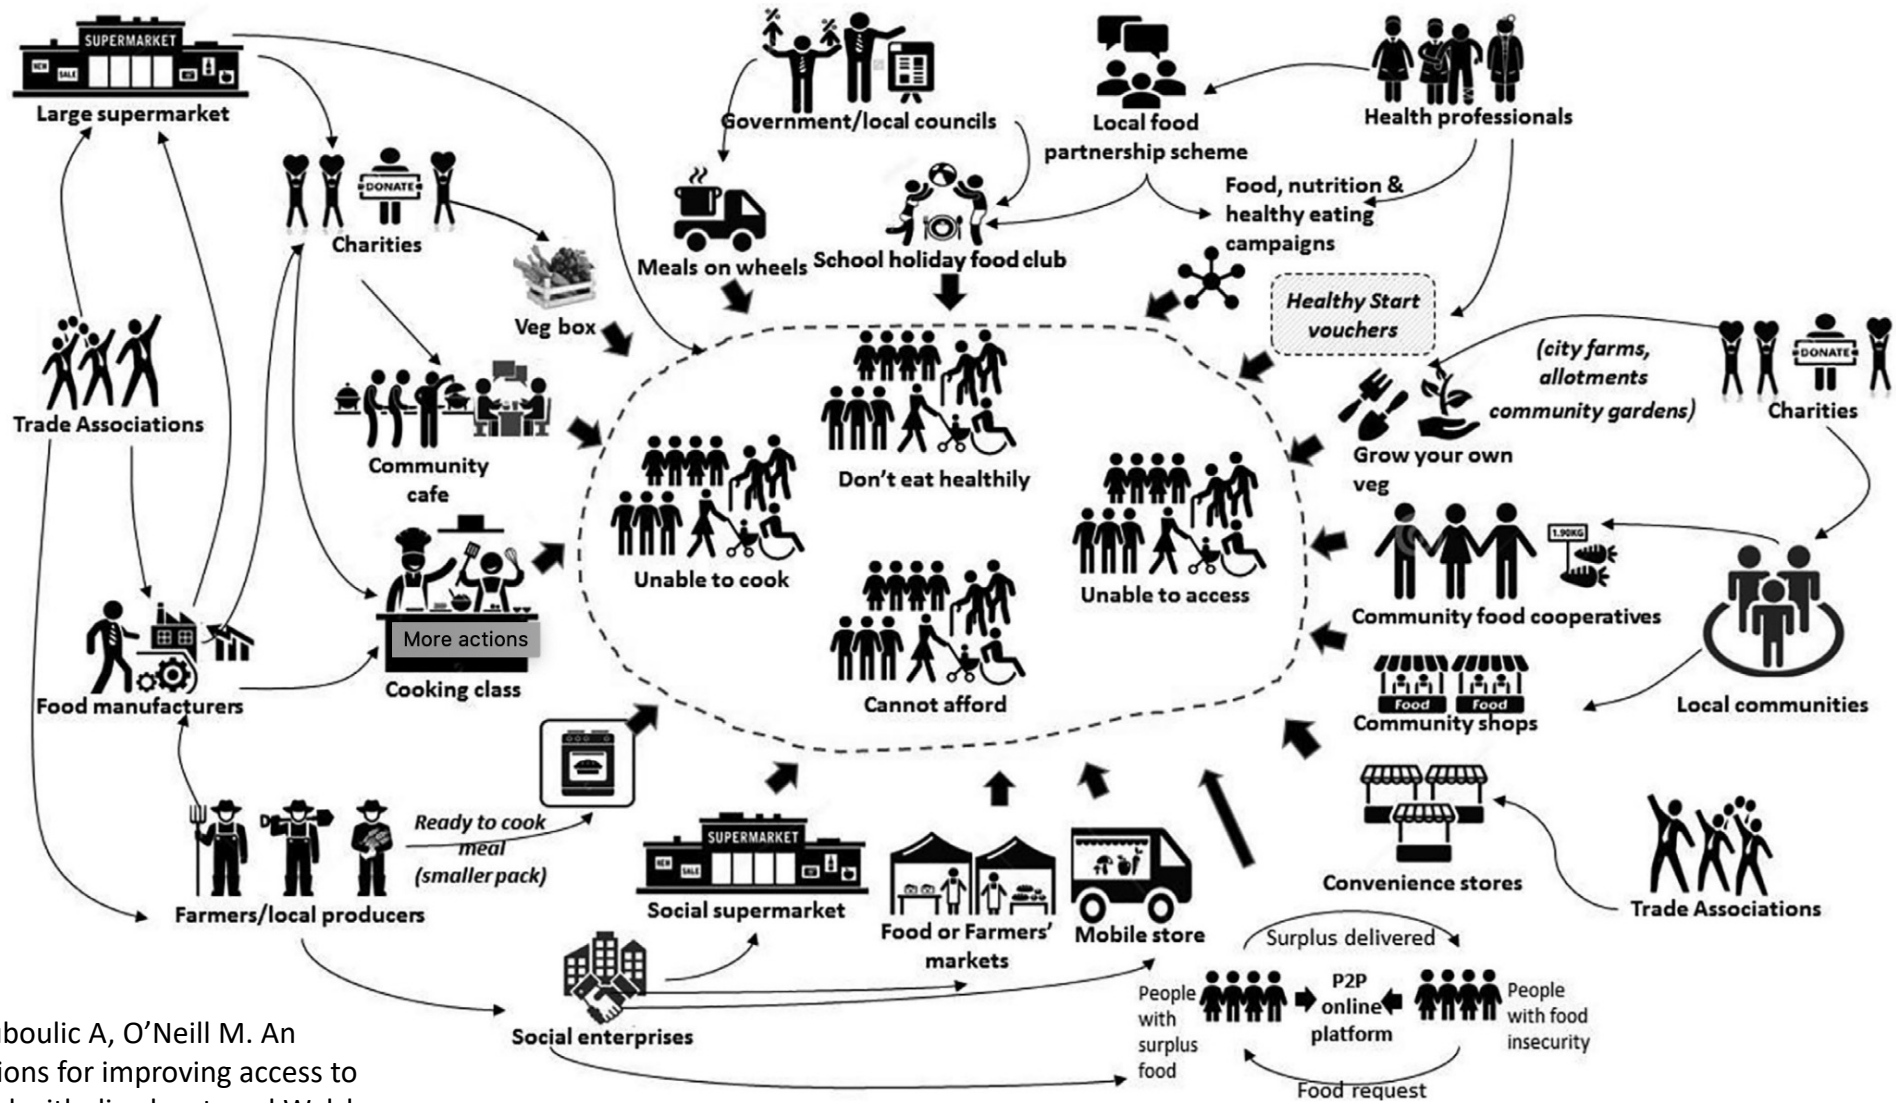 SUPERMARKET
NEW
SALE
Large supermarket
Government/local councils
Local food
partnership scheme
Health professionals
DONATE
Charities
Veg box
Meals on wheels
School holiday food club
Food, nutrition &
healthy eating
campaigns
Healthy Start
vouchers
(city farms,
allotments
community gardens)
DONATE
Charities
Trade Associations
Community
cafe
Don't eat healthily
Grow your own
veg
Unable to cook
Unable to access
1.90KG
Community food cooperatives
More actions
Cooking class
Food manufacturers
Cannot afford
Food
Food
Community shops
Local communities
Ready to cook
meal
(smaller pack)
Farmers/local producers
SUPERMARKET
NEW
SALE
Social supermarket
Food or Farmers'
markets
Mobile store
Convenience stores
Trade Associations
Surplus delivered
People
with
surplus
food
P2P
online
platform
People
with food
insecurity
Food request
Social enterprises
boulic A, O'Neill M. An
ions for improving access to